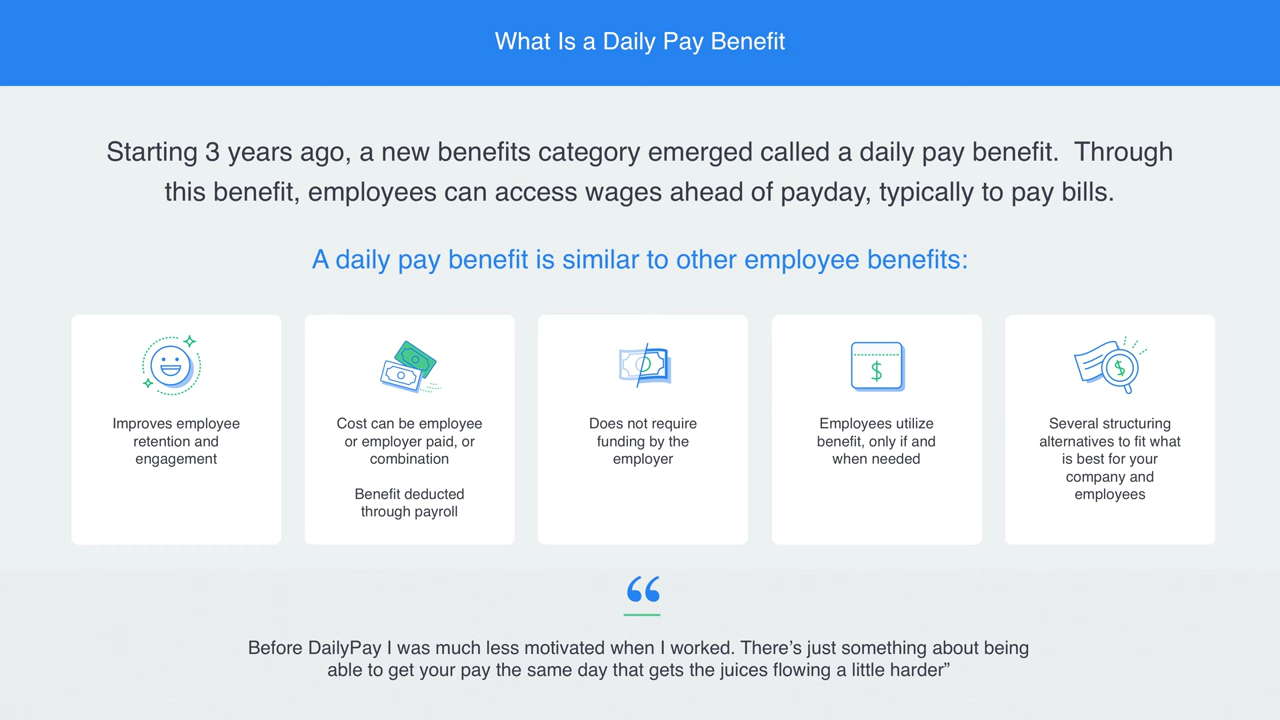 What Is a Daily Pay Benefit
Starting 3 years ago, a new benefits category emerged called a daily pay benefit.  Through
this benefit, employees can access wages ahead of payday, typically to pay bills.
A daily pay benefit is similar to other employee benefits:
Improves employee
retention and
engagement
Cost can be employee
or employer paid, or
combination
Benefit deducted
through payroll
Does not require
funding by the
employer
$
Employees utilize
benefit, only if and
when needed
$
Several structuring
alternatives to fit what
is best for your
company and
employees
“
Before DailyPay I was much less motivated when I worked. There’s just something about being
able to get your pay the same day that gets the juices flowing a little harder”